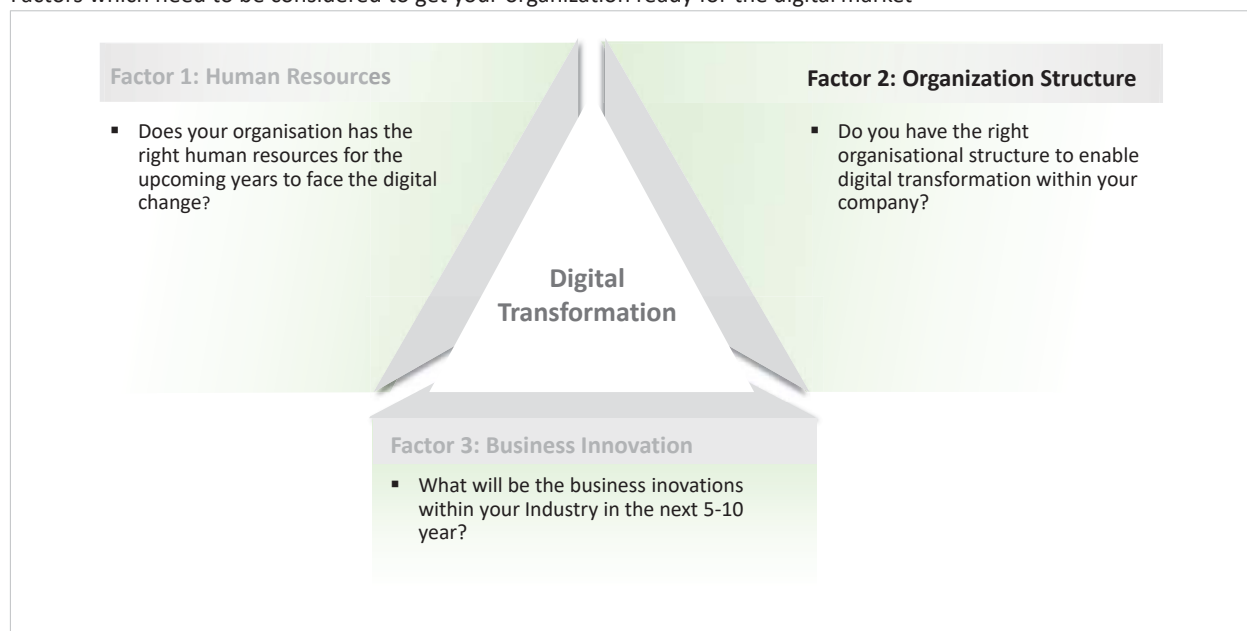 Factors which need to be considered to get your organization ready for the digital market
Factor 1: Human Resources
▪ Does your organisation has the
right human resources for the
upcoming years to face the digital
change?
Factor 2: Organization Structure
▪ Do you have the right
organisational structure to enable
digital transformation within your
company?
Digital
Transformation
Factor 3: Business Innovation
▪ What will be the business inovations
within your Industry in the next 5-10
year?